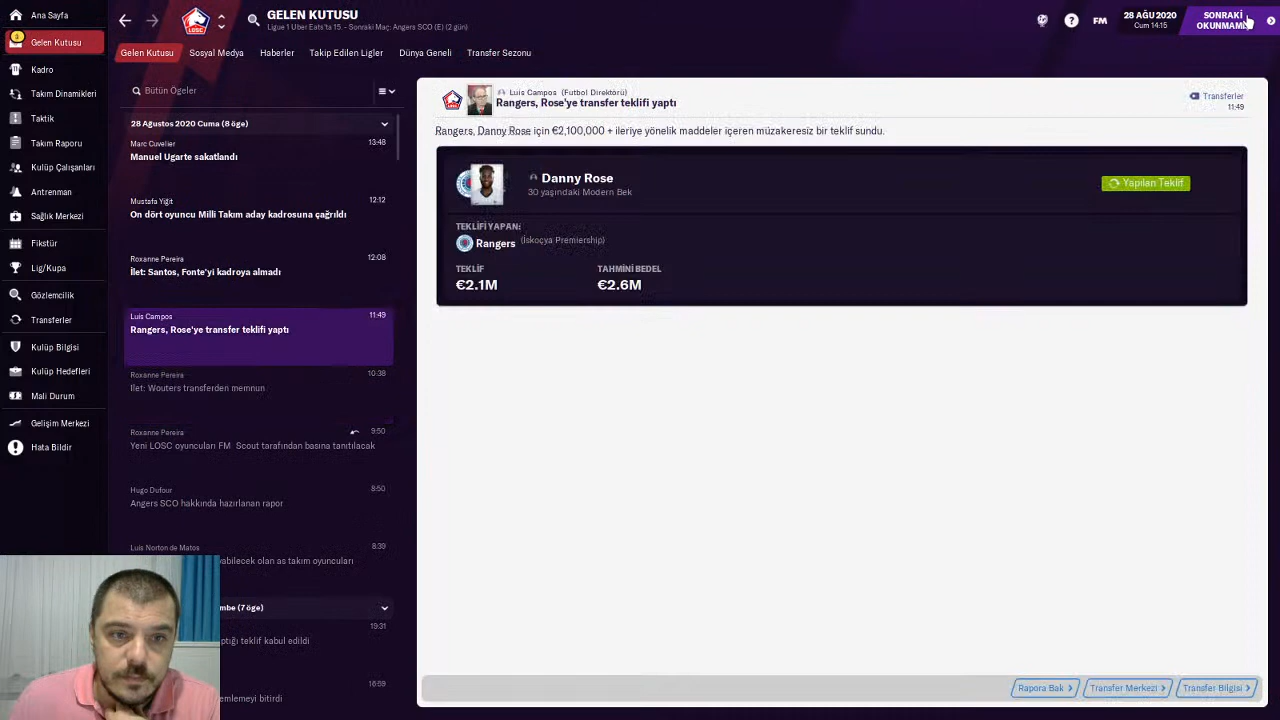 Ana Sayfa
Gelen Kutusu
Kadro
Takım Dinamikleri
Taktik
Takım Raporu
Kulüp Çalışanları
Antrenman
Sağlık Merkezi
Fikstür
Lig/Kupa
Gözlemcilik
Transferler
Kulüp Bilgisi
Kulüp Hedefleri
Mali Durum
Gelişim Merkezi
Hata Bildir
GELEN KUTUSU
Ligue 1 Uber Eats'te 15. - Sonraki Maç: Angers SCO (E) (2 gün)
FM
28 AĞU 2020
Cum 14:15
SONRAKİ
OKUNMAMIŞ
Gelen Kutusu
Sosyal Medya
Haberler
Takip Edilen Ligler
Dünya Geneli
Transfer Sezonu
Bütün Ögeler
28 Ağustos 2020 Cuma (8 öge)
Marc Cuvelier
13:48
Manuel Ugarte sakatlandı
Mustafa Yiğit
12:12
On dört oyuncu Milli Takım aday kadrosuna çağrıldı
Roxanne Pereira
12:08
İlet: Santos, Fonte'yi kadroya almadı
Luis Campos
11:49
Rangers, Rose'ye transfer teklifi yaptı
Roxanne Pereira
10:38
İlet: Wouters transferden memnun
Roxanne Pereira
9:50
Yeni LOSC oyuncuları FM Scout tarafından basına tanıtılacak
Hugo Dufour
8:50
Angers SCO hakkında hazırlanan rapor
Luis Norton de Matos
8:39
yabilecek olan as takım oyuncuları
mbe (7 öge)
19:31
ptığı teklif kabul edildi
16:59
emlemeyi bitirdi
Luis Campos (Futbol Direktörü)
Rangers, Rose'ye transfer teklifi yaptı
Transferler
11:49
Rangers, Danny Rose için €2,100,000 + ileriye yönelik maddeler içeren müzakeresiz bir teklif sundu.
Danny Rose
30 yaşındaki Modern Bek
Yapılan Teklif
TEKLİFİ YAPAN:
Rangers (İskoçya Premiership)
TEKLİF
TAHMİNİ BEDEL
€2.1M
€2.6M
Rapora Bak
Transfer Merkezi
Transfer Bilgisi